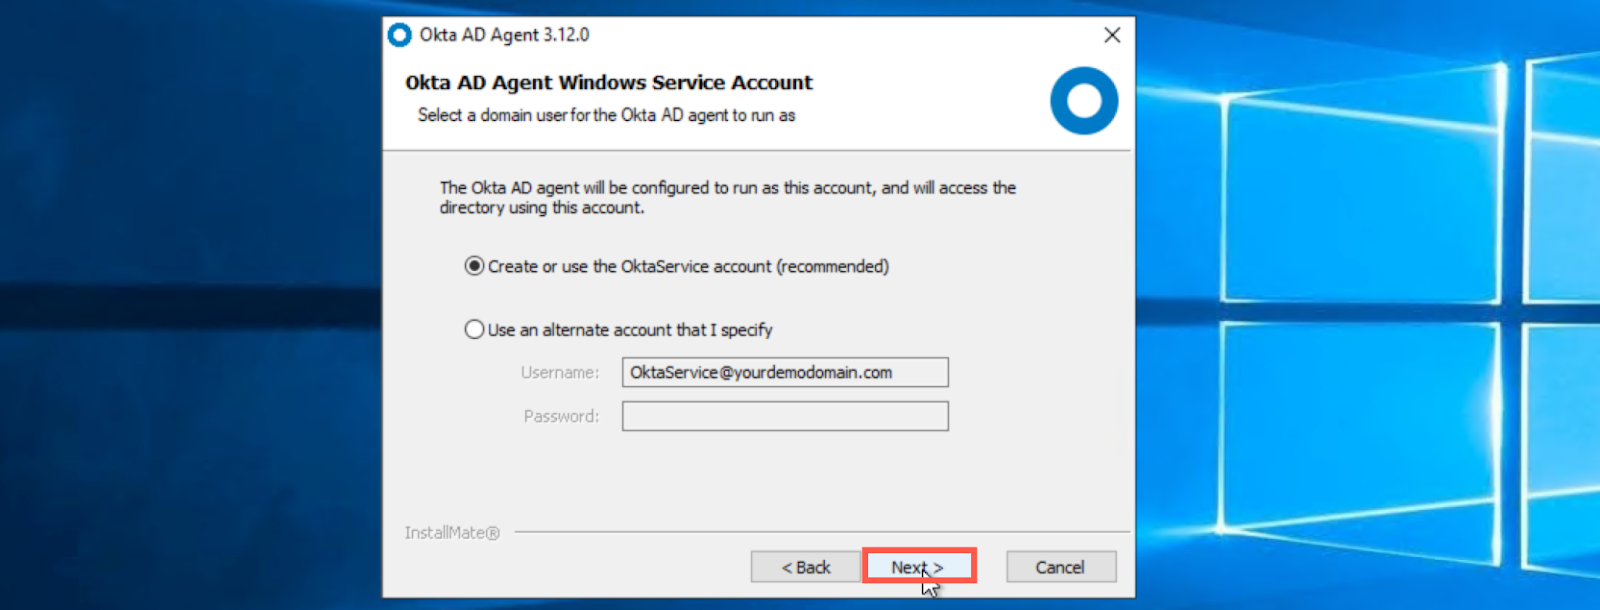 Okta AD Agent 3.12.0
Okta AD Agent Windows Service Account
Select a domain user for the Okta AD agent to run as
The Okta AD agent will be configured to run as this account, and will access the
directory using this account.
Create or use the OktaService account (recommended)
Use an alternate account that I specify
Username: OktaService@yourdemodomain.com
Password:
InstallMate®
< Back Next > Cancel